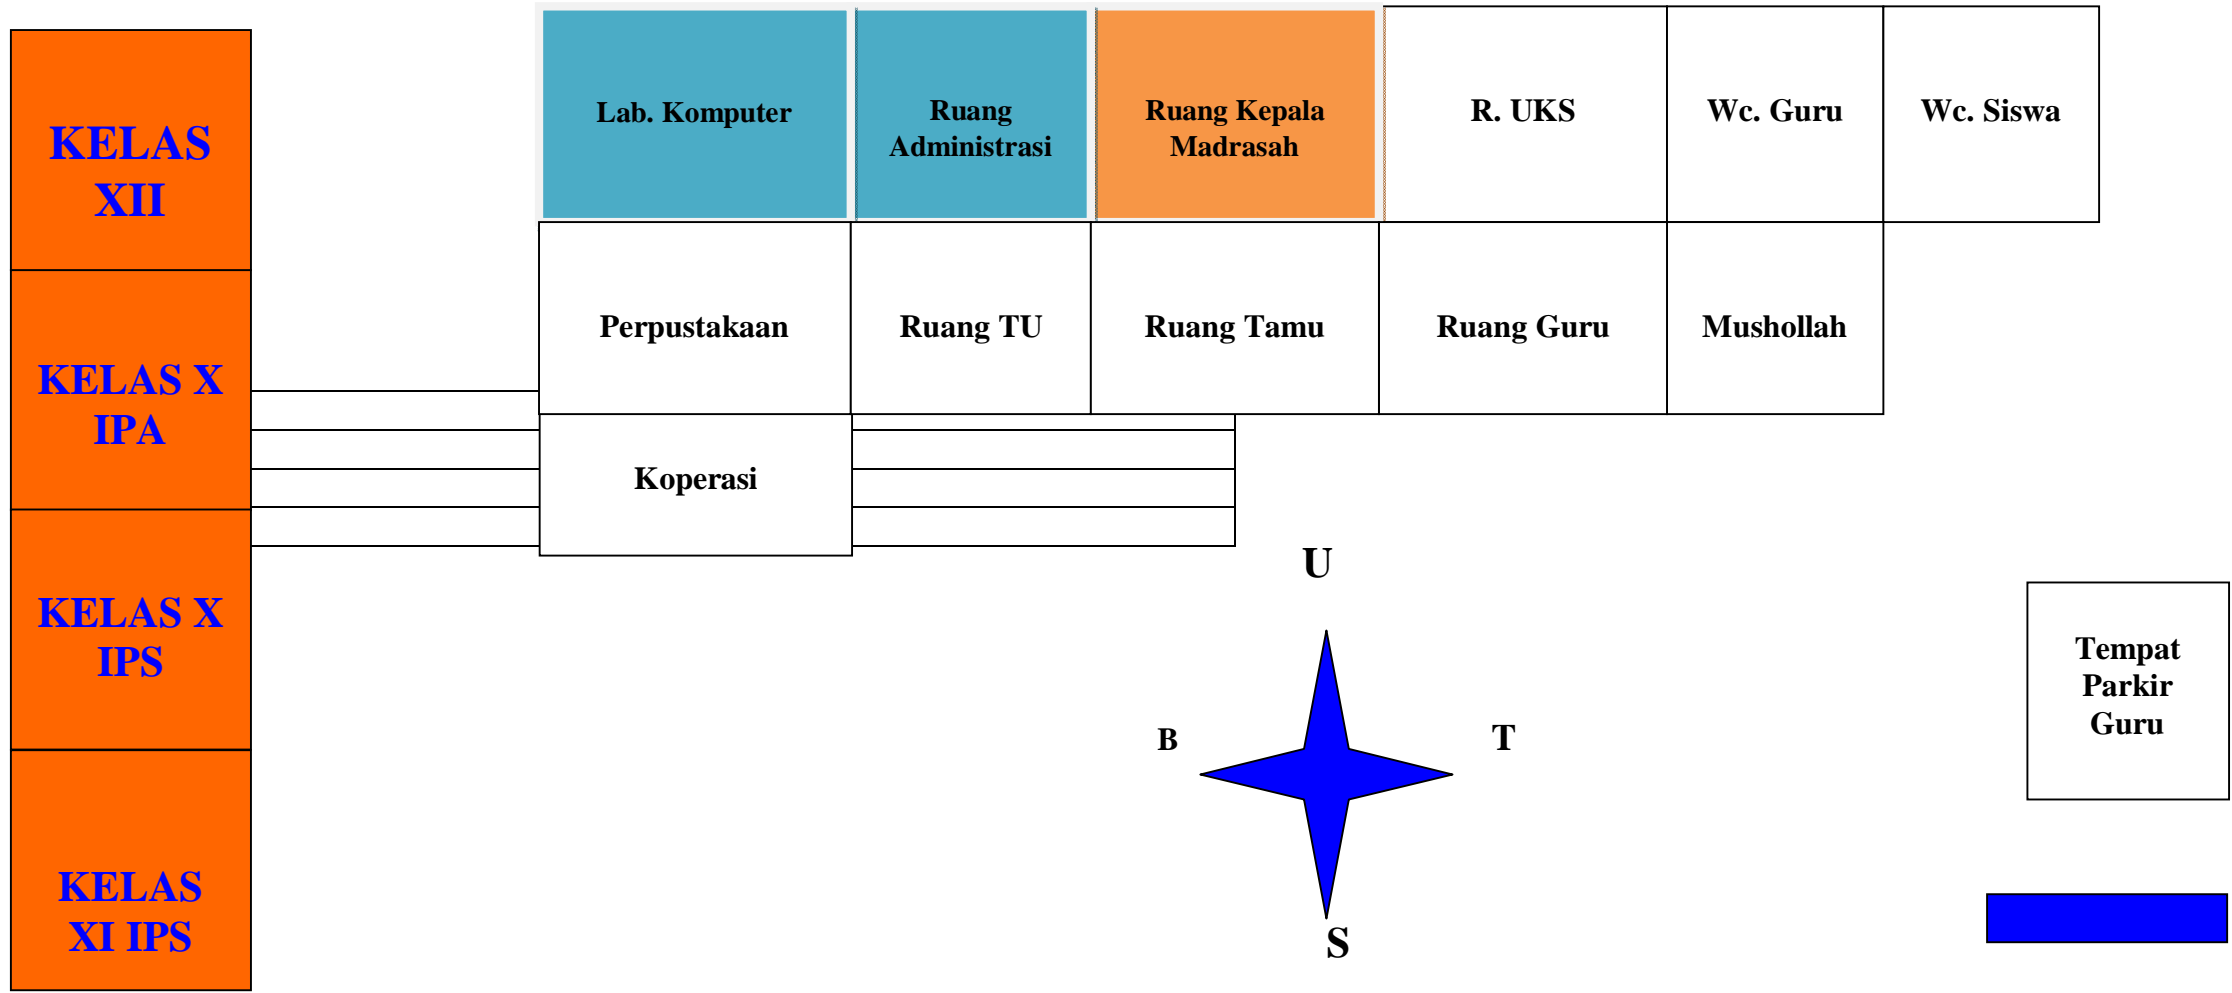 KELAS
XII
KELAS X
IPA
KELAS X
IPS
KELAS
XI IPS
Lab. Komputer
Ruang
Administrasi
Ruang Kepala
Madrasah
R. UKS
Wc. Guru
Wc. Siswa
Perpustakaan
Ruang TU
Ruang Tamu
Ruang Guru
Mushollah
Koperasi
U
B
T
S
Tempat
Parkir
Guru